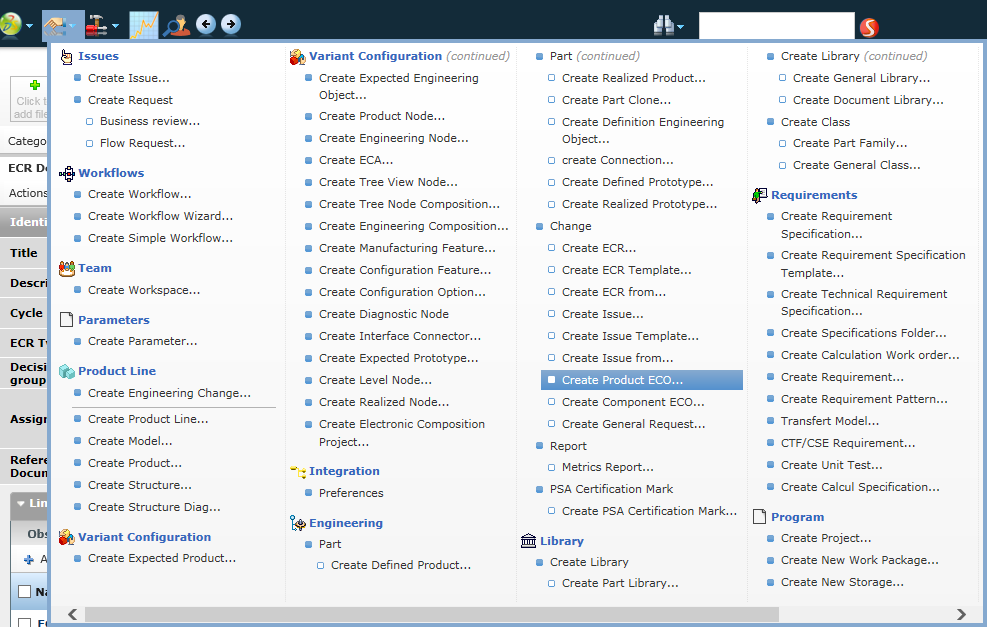 Click t
add file
Catego
ECR De
Actions
Identi
Title
Descri
Cycle
ECR Ty
Decisi
group
Assign
Refere
Docum
Lin
Obs
A
Na
Issues
Create Issue...
Create Request
Business review...
Flow Request...
Workflows
Create Workflow...
Create Workflow Wizard...
Create Simple Workflow...
Team
Create Workspace...
Parameters
Create Parameter...
Product Line
Create Engineering Change...
Create Product Line...
Create Model...
Create Product...
Create Structure...
Create Structure Diag...
Variant Configuration
Create Expected Product...
Variant Configuration (continued)
Create Expected Engineering
Object...
Create Product Node...
Create Engineering Node...
Create ECA...
Create Tree View Node...
Create Tree Node Composition...
Create Engineering Composition...
Create Manufacturing Feature...
Create Configuration Feature...
Create Configuration Option...
Create Diagnostic Node
Create Interface Connector...
Create Expected Prototype...
Create Level Node...
Create Realized Node...
Create Electronic Composition
Project...
Integration
Preferences
Engineering
Part
Create Defined Product...
Part (continued)
Create Realized Product...
Create Part Clone...
Create Definition Engineering
Object...
create Connection...
Create Defined Prototype...
Create Realized Prototype...
Change
Create ECR...
Create ECR Template...
Create ECR from...
Create Issue...
Create Issue Template...
Create Issue from...
Create Product ECO...
Create Component ECO...
Create General Request...
Report
Metrics Report...
PSA Certification Mark
Create PSA Certification Mark...
Library
Create Library
Create Part Library...
Create Library (continued)
Create General Library...
Create Document Library...
Create Class
Create Part Family...
Create General Class...
Requirements
Create Requirement
Specification...
Create Requirement Specification
Template...
Create Technical Requirement
Specification...
Create Specifications Folder...
Create Calculation Work order...
Create Requirement...
Create Requirement Pattern...
Transfert Model...
CTF/CSE Requirement...
Create Unit Test...
Create Calcul Specification...
Program
Create Project...
Create New Work Package...
Create New Storage...